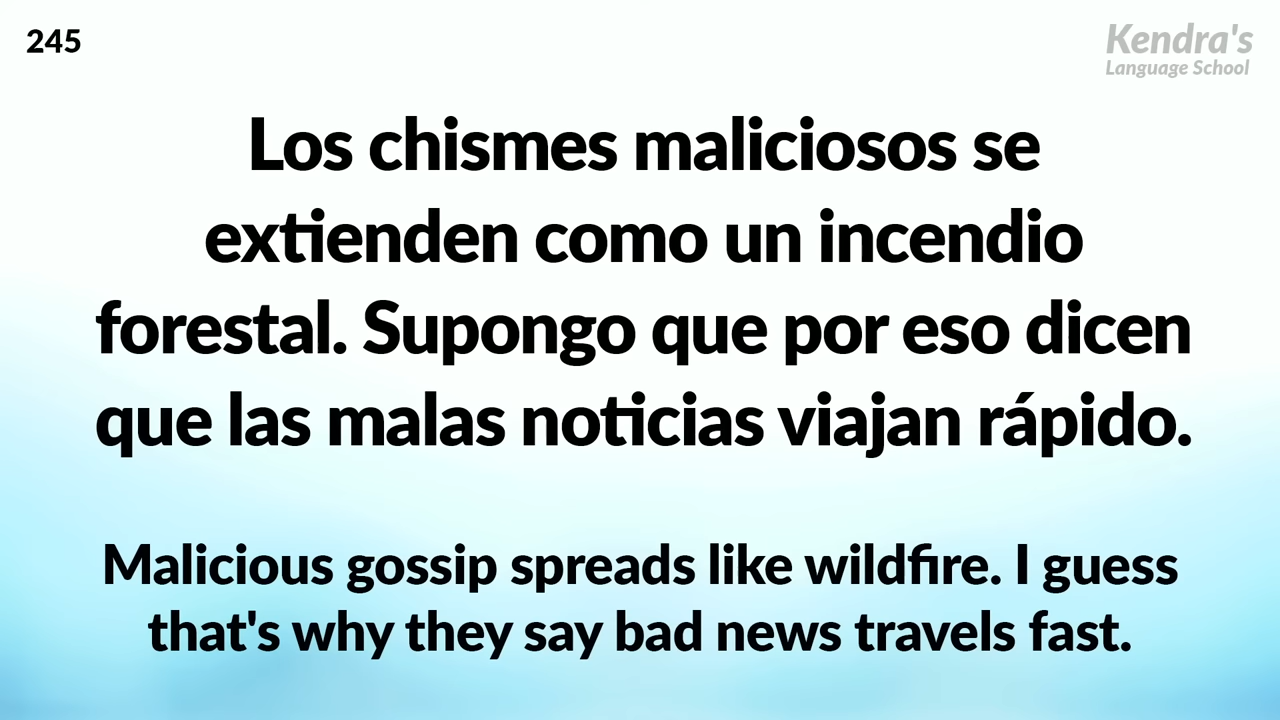 245
Kendra's
Language School
Los chismes maliciosos se
extienden como un incendio
forestal. Supongo que por eso dicen
que las malas noticias viajan rápido.
Malicious gossip spreads like wildfire. I guess
that's why they say bad news travels fast.